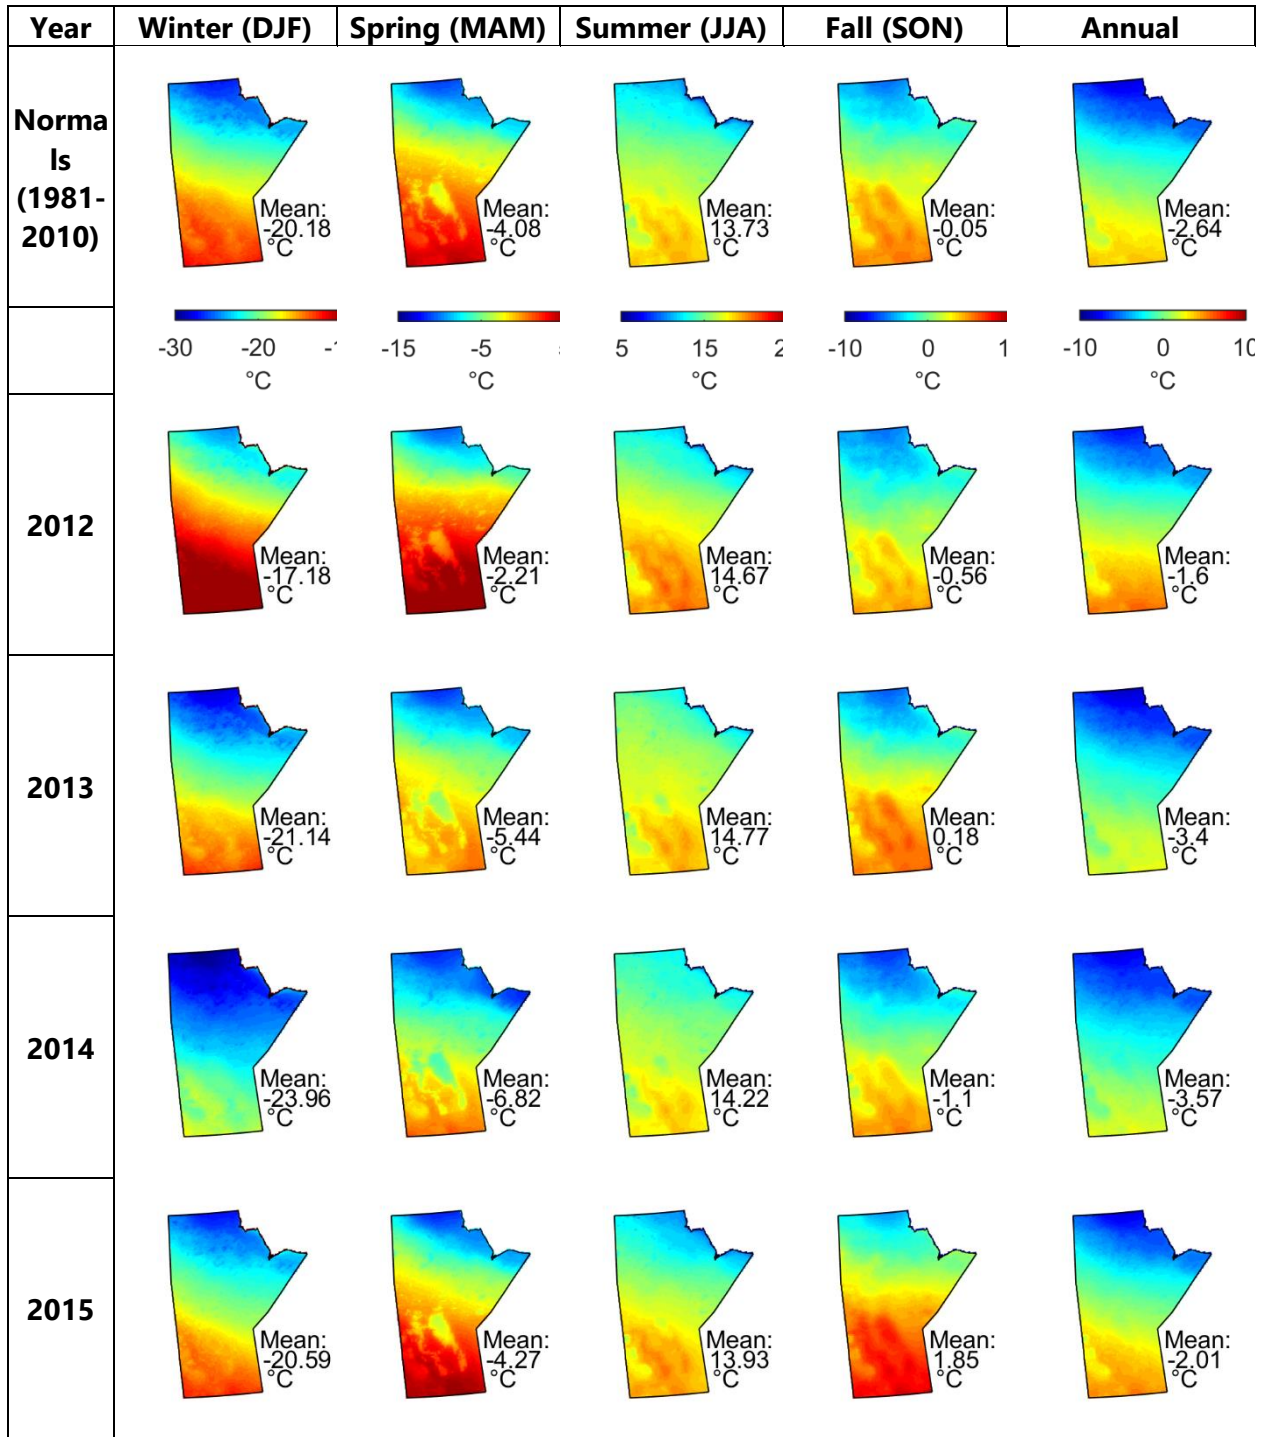 Year Winter (DJF) Spring (MAM) Summer (JJA) Fall (SON) Annual
Norma
ls
(1981-
2010)
Mean:
-20.18
°C
Mean:
-4.08
°C
Mean:
13.73
°C
Mean:
-0.05
°C
Mean:
-2.64
°C
-30 -20 -1
°C
-15 -5
°C
5 15 2
°C
-10 0 1
°C
-10 0 10
°C
2012
Mean:
-17.18
°C
Mean:
-2.21
°C
Mean:
14.67
°C
Mean:
-0.56
°C
Mean:
-1.6
°C
2013
Mean:
-21.14
°C
Mean:
-5.44
°C
Mean:
14.77
°C
Mean:
0.18
°C
Mean:
-3.4
°C
2014
Mean:
-23.96
°C
Mean:
-6.82
°C
Mean:
14.22
°C
Mean:
-1.1
°C
Mean:
-3.57
°C
2015
Mean:
-20.59
°C
Mean:
-4.27
°C
Mean:
13.93
°C
Mean:
1.85
°C
Mean:
-2.01
°C